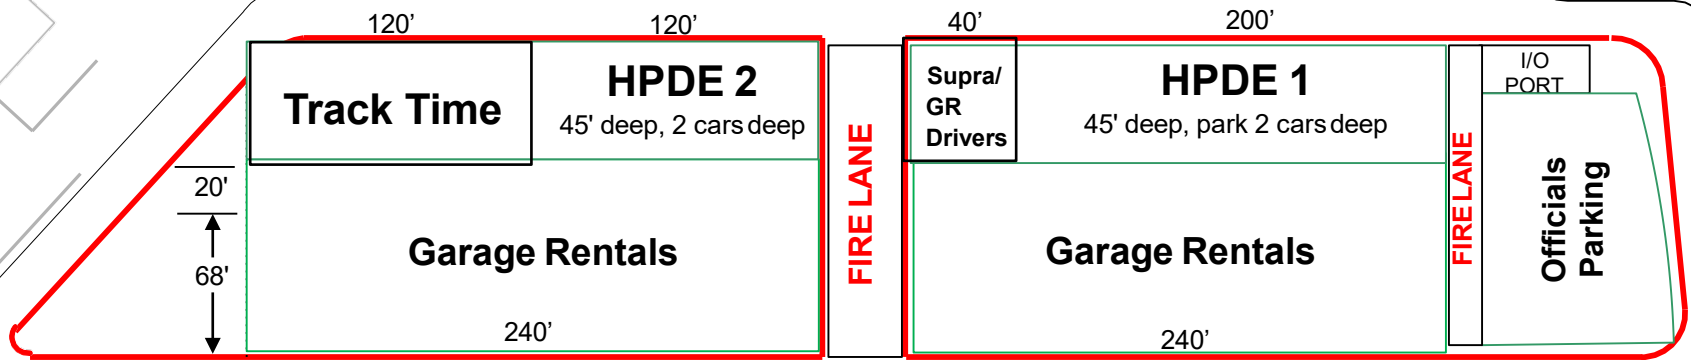 120’ 120’ 40’ 200’
Track Time
HPDE 2
45' deep, 2 cars deep
Supra/
GR
Drivers
HPDE 1
45' deep, park 2 cars deep
I/O
PORT
FIRE LANE
FIRE LANE
Officials
Parking
20'
68'
Garage Rentals
240’
Garage Rentals
240’